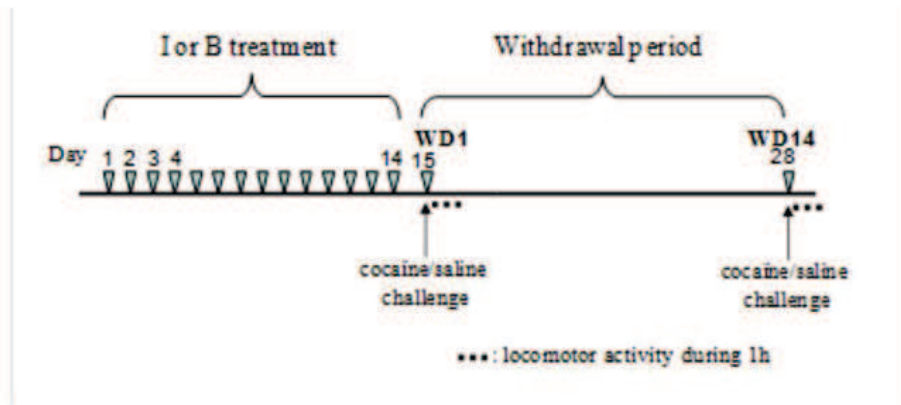 I or B treatment
Withdrawal period
WD1
WD14
Day 1 2 3 4 14 15 28
cocaine/saline
challenge
cocaine/saline
challenge
•••: locomotor activity during 1h